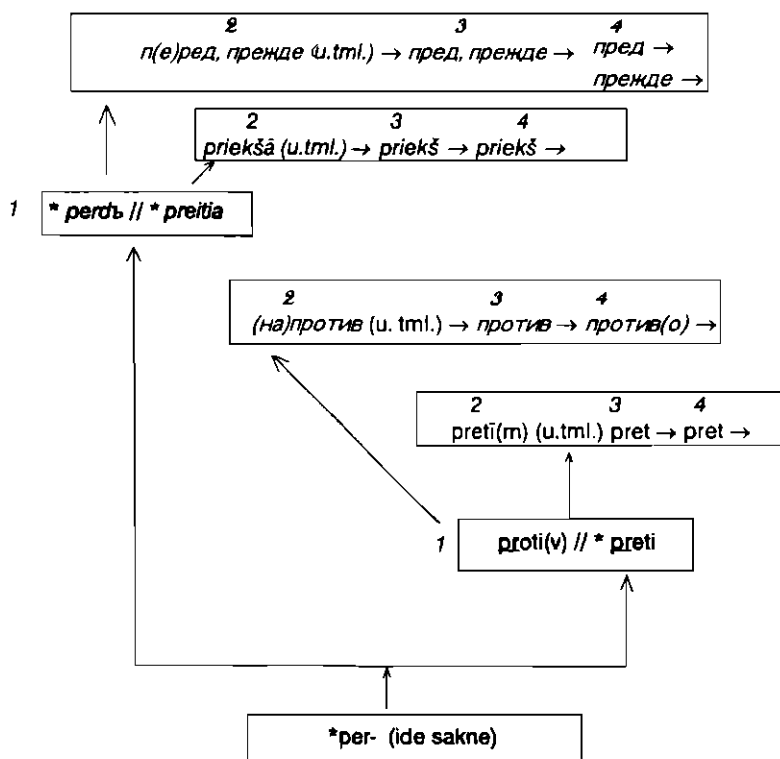 2 3 4
п(е)ред, прежде (u.tml.) → пред, прежде → пред →
прежде →
2 3 4
priekšā (u.tml.) → priekš → priekš →
1 * perdъ // * preitia
2 3 4
(на)против (u. tml.) → против → против(о) →
2 3 4
pretī(m) (u.tml.) pret → pret →
1 proti(v) // * preti
*per- (ide sakne)